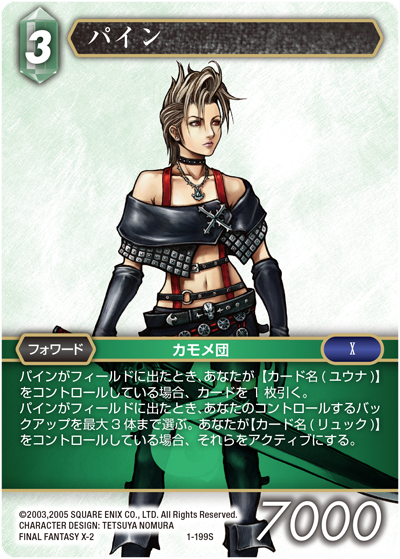 3
パイン
フォワード
カモメ団
X
パインがフィールドに出たとき、あなたが【カード名(ユウナ)】
をコントロールしている場合、カードを1枚引く。
パインがフィールドに出たとき、あなたのコントロールするバッ
クアップを最大3体まで選ぶ。あなたが【カード名(リュック)】
をコントロールしている場合、それらをアクティブにする。
©2003,2005 SQUARE ENIX CO., LTD. All Rights Reserved.
CHARACTER DESIGN: TETSUYA NOMURA
FINAL FANTASY X-2
1-199S
7000